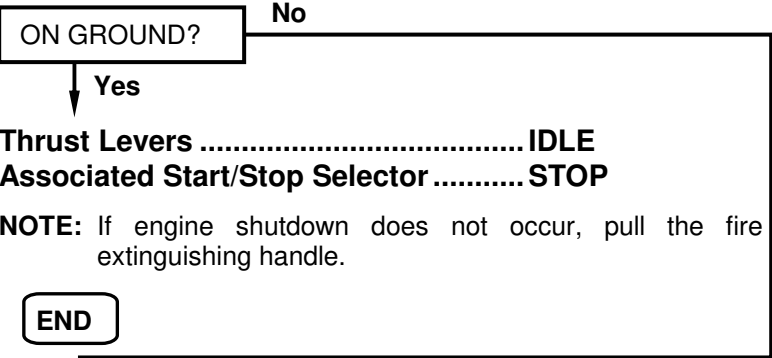 No
ON GROUND?
Yes
Thrust Levers ....................................... IDLE
Associated Start/Stop Selector ........... STOP
NOTE: If engine shutdown does not occur, pull the fire
extinguishing handle.
END